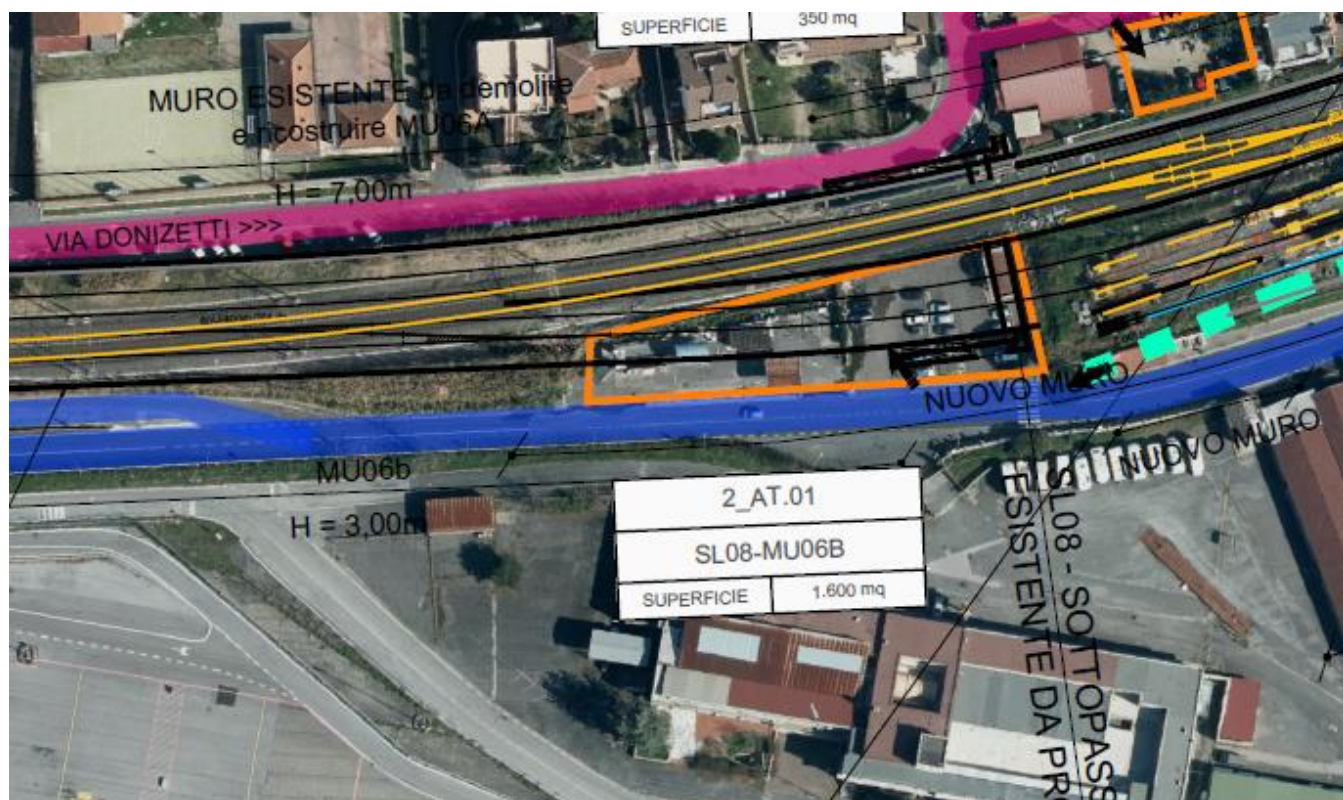 SUPERFICIE 350 mq
MURO ESISTENTE da demolire
e ricostruire MU06A
H = 7,00m
VIA DONIZETTI >>>
NUOVO MURO
NUOVO MURO
MU06b
H = 3,00m
2_AT.01
SL08-MU06B
SUPERFICIE 1.600 mq
SL08 - SOTTOPASS
ESISTENTE DA PR